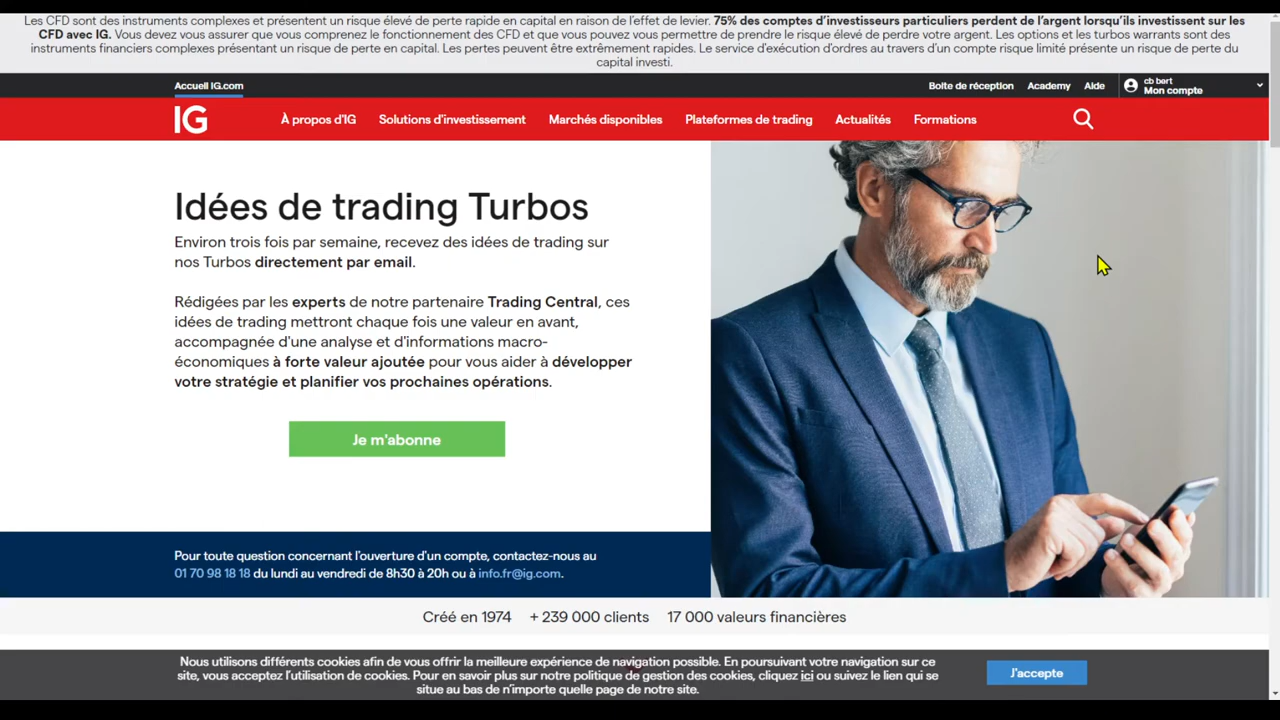 Les CFD sont des instruments complexes et présentent un risque élevé de perte rapide en capital en raison de l'effet de levier. 75% des comptes d'investisseurs particuliers perdent de l'argent lorsqu'ils investissent sur les
CFD avec IG. Vous devez vous assurer que vous comprenez le fonctionnement des CFD et que vous pouvez vous permettre de prendre le risque élevé de perdre votre argent. Les options et les turbos warrants sont des
instruments financiers complexes présentant un risque de perte en capital. Les pertes peuvent être extrêmement rapides. Le service d'exécution d'ordres au travers d'un compte risque limité présente un risque de perte du
capital investi.
Accueil IG.com
Boîte de réception
Academy
Aide
cb bert
Mon compte
IG
À propos d'IG
Solutions d'investissement
Marchés disponibles
Plateformes de trading
Actualités
Formations
Idées de trading Turbos
Environ trois fois par semaine, recevez des idées de trading sur
nos Turbos directement par email.
Rédigées par les experts de notre partenaire Trading Central, ces
idées de trading mettront chaque fois une valeur en avant,
accompagnée d'une analyse et d'informations macro-
économiques à forte valeur ajoutée pour vous aider à développer
votre stratégie et planifier vos prochaines opérations.
Je m'abonne
Pour toute question concernant l'ouverture d'un compte, contactez-nous au
01 70 98 18 18 du lundi au vendredi de 8h30 à 20h ou à info.fr@ig.com.
Créé en 1974
+ 239 000 clients
17 000 valeurs financières
Nous utilisons différents cookies afin de vous offrir la meilleure expérience de navigation possible. En poursuivant votre navigation sur ce
site, vous acceptez l'utilisation de cookies. Pour en savoir plus sur notre politique de gestion des cookies, cliquez ici ou suivez le lien qui se
situe au bas de n'importe quelle page de notre site.
J'accepte